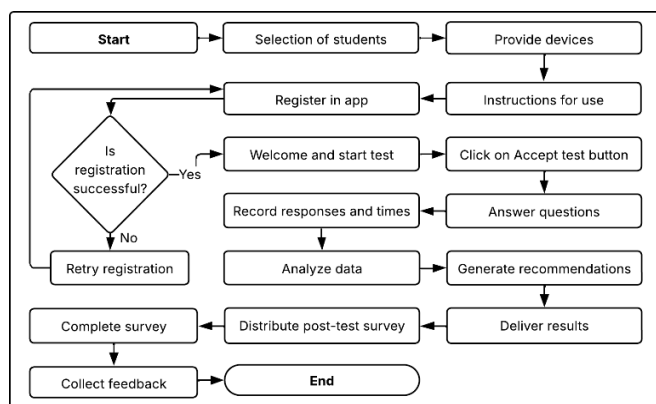 Start
Selection of students
Provide devices
Register in app
Instructions for use
Is
registration
successful?
Yes
Welcome and start test
Click on Accept test button
Record responses and times
Answer questions
No
Retry registration
Analyze data
Generate recommendations
Complete survey
Distribute post-test survey
Deliver results
Collect feedback
End